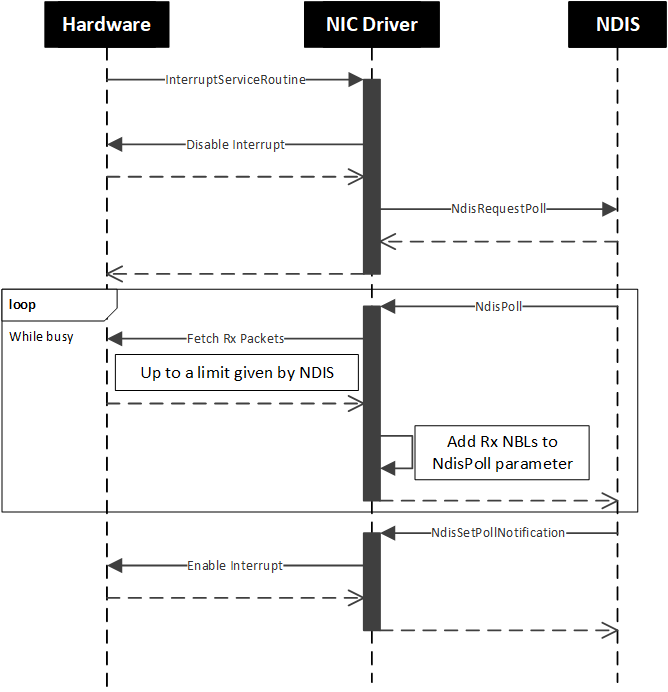 Hardware
NIC Driver
NDIS
InterruptServiceRoutine
Disable Interrupt
NdisRequestPoll
loop
NdisPoll
While busy
Fetch Rx Packets
Up to a limit given by NDIS
Add Rx NBLs to
NdisPoll parameter
NdisSetPollNotification
Enable Interrupt